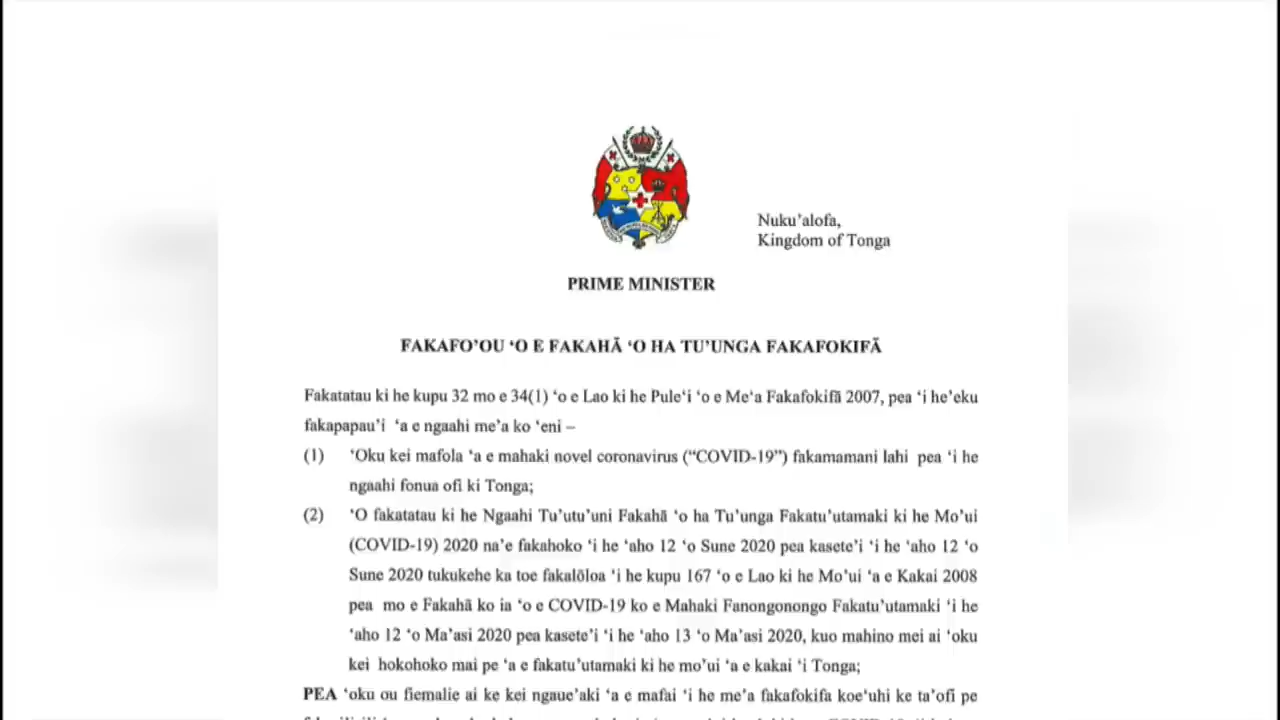 Nuku’alofa,
Kingdom of Tonga
PRIME MINISTER
FAKAFO’OU ‘O E FAKAHĀ ‘O HA TU’UNGA FAKAFOKIFĀ
Fakatatau ki he kupu 32 mo e 34(1) ‘o e Lao ki he Pule‘i ‘o e Me‘a Fakafokifā 2007, pea ‘i he’eku
fakapapau’i ‘a e ngaahi me’a ko ‘eni –
(1) ‘Oku kei mafola ‘a e mahaki novel coronavirus (“COVID-19”) fakamamani lahi pea ‘i he
ngaahi fonua ofi ki Tonga;
(2) ‘O fakatatau ki he Ngaahi Tu’utu’uni Fakahā ‘o ha Tu’unga Fakatu’utamaki ki he Mo’ui
(COVID-19) 2020 na’e fakahoko ‘i he ‘aho 12 ‘o Sune 2020 pea kasete’i ‘i he ‘aho 12 ‘o
Sune 2020 tukukehe ka toe fakalōloa ‘i he kupu 167 ‘o e Lao ki he Mo’ui ‘a e Kakai 2008
pea mo e Fakahā ko ia ‘o e COVID-19 ko e Mahaki Fanongonongo Fakatu’utamaki ‘i he
‘aho 12 ‘o Ma’asi 2020 pea kasete’i ‘i he ‘aho 13 ‘o Ma’asi 2020, kuo mahino mei ai ‘oku
kei hokohoko mai pe ‘a e fakatu’utamaki ki he mo’ui ‘a e kakai ‘i Tonga;
PEA ‘oku ou fiemalie ai ke kei ngaue’aki ‘a e mafai ‘i he me’a fakafokifa koe’uhi ke ta’ofi pe